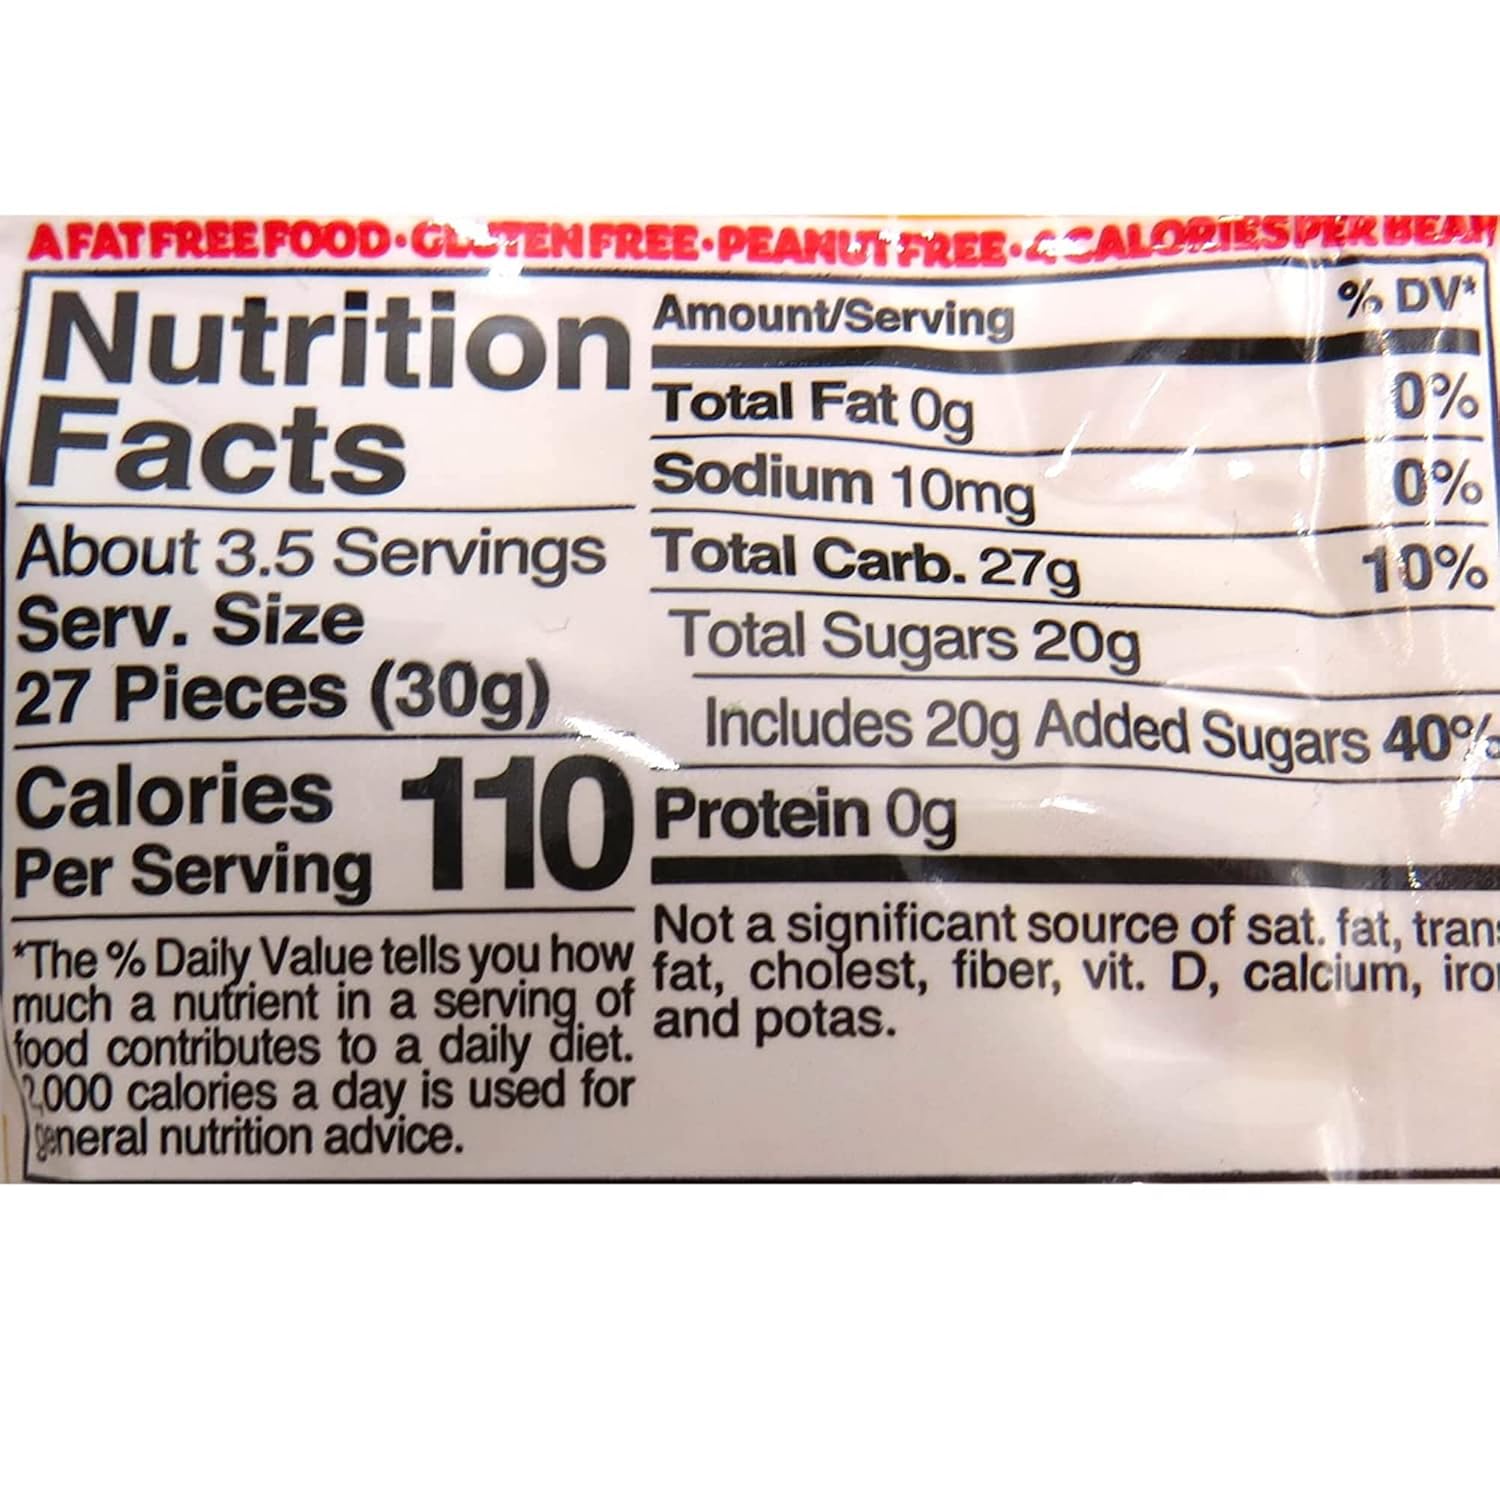 A FAT FREE FOOD • GLUTEN FREE • PEANUT FREE • 4 CALORIES PER BEAN
Nutrition
Facts
About 3.5 Servings
Serv. Size
27 Pieces (30g)
Calories 110
Per Serving
*The % Daily Value tells you how
much a nutrient in a serving of
food contributes to a daily diet.
2,000 calories a day is used for
general nutrition advice.
Amount/Serving % DV*
Total Fat 0g 0%
Sodium 10mg 0%
Total Carb. 27g 10%
Total Sugars 20g
Includes 20g Added Sugars 40%
Protein 0g
Not a significant source of sat. fat, trans
fat, cholest, fiber, vit. D, calcium, iron
and potas.